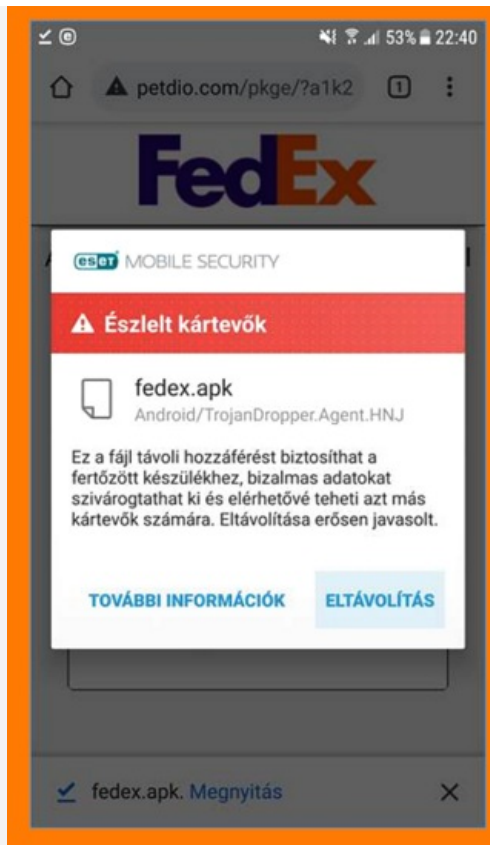 53% 22:40
petdio.com/pkge/?a1k2 1
FedEx
eset MOBILE SECURITY
Észlelt kártevők
fedex.apk
Android/TrojanDropper.Agent.HNJ
Ez a fájl távoli hozzáférést biztosíthat a
fertőzött készülékhez, bizalmas adatokat
szivárogtathat ki és elérhetővé teheti azt más
kártevők számára. Eltávolítása erősen javasolt.
TOVÁBBI INFORMÁCIÓK ELTÁVOLÍTÁS
fedex.apk. Megnyitás